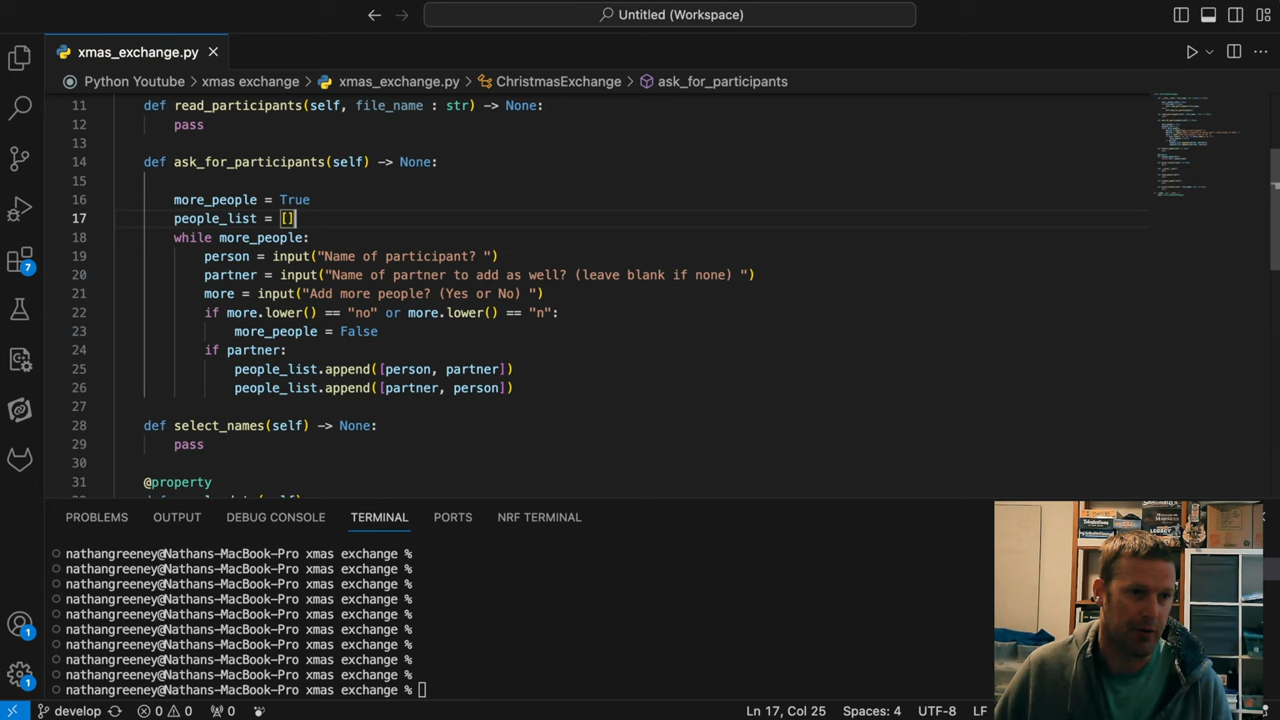 Untitled (Workspace)
xmas_exchange.py
Python Youtube > xmas exchange > xmas_exchange.py > ChristmasExchange > ask_for_participants
11 def read_participants(self, file_name : str) -> None:
12 pass
13
14 def ask_for_participants(self) -> None:
15
16 more_people = True
17 people_list = []
18 while more_people:
19 person = input("Name of participant? ")
20 partner = input("Name of partner to add as well? (leave blank if none) ")
21 more = input("Add more people? (Yes or No) ")
22 if more.lower() == "no" or more.lower() == "n":
23 more_people = False
24 if partner:
25 people_list.append([person, partner])
26 people_list.append([partner, person])
27
28 def select_names(self) -> None:
29 pass
30
31 @property
7
PROBLEMS OUTPUT DEBUG CONSOLE TERMINAL PORTS NRF TERMINAL
nathangreeney@Nathans-MacBook-Pro xmas exchange %
nathangreeney@Nathans-MacBook-Pro xmas exchange %
nathangreeney@Nathans-MacBook-Pro xmas exchange %
nathangreeney@Nathans-MacBook-Pro xmas exchange %
nathangreeney@Nathans-MacBook-Pro xmas exchange %
nathangreeney@Nathans-MacBook-Pro xmas exchange %
nathangreeney@Nathans-MacBook-Pro xmas exchange %
nathangreeney@Nathans-MacBook-Pro xmas exchange %
nathangreeney@Nathans-MacBook-Pro xmas exchange %
nathangreeney@Nathans-MacBook-Pro xmas exchange %
1
1
develop 0 0 0 Ln 17, Col 25 Spaces: 4 UTF-8 LF